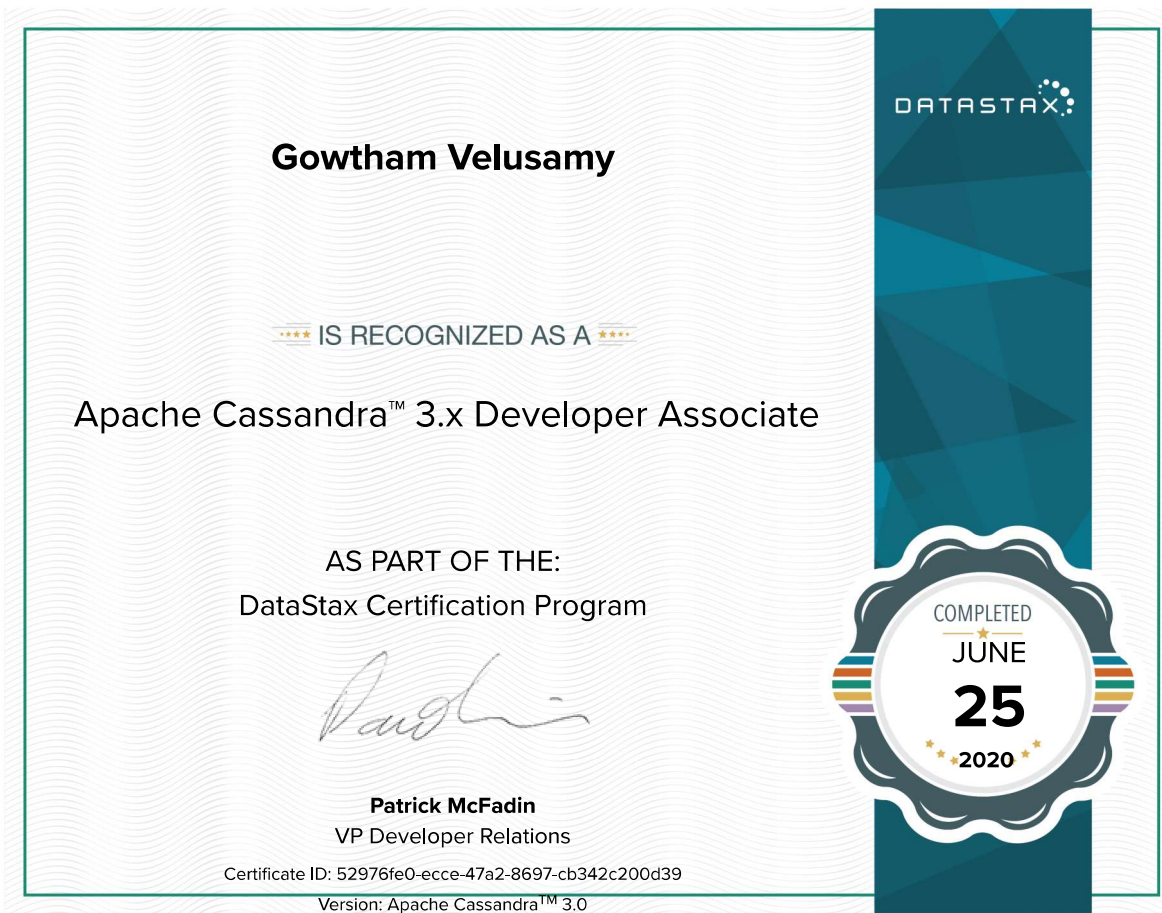 DATASTAX
Gowtham Velusamy
IS RECOGNIZED AS A
Apache Cassandra™ 3.x Developer Associate
AS PART OF THE:
DataStax Certification Program
Patrick McFadin
VP Developer Relations
Certificate ID: 52976fe0-ecce-47a2-8697-cb342c200d39
Version: Apache Cassandra™ 3.0
COMPLETED
JUNE
25
2020